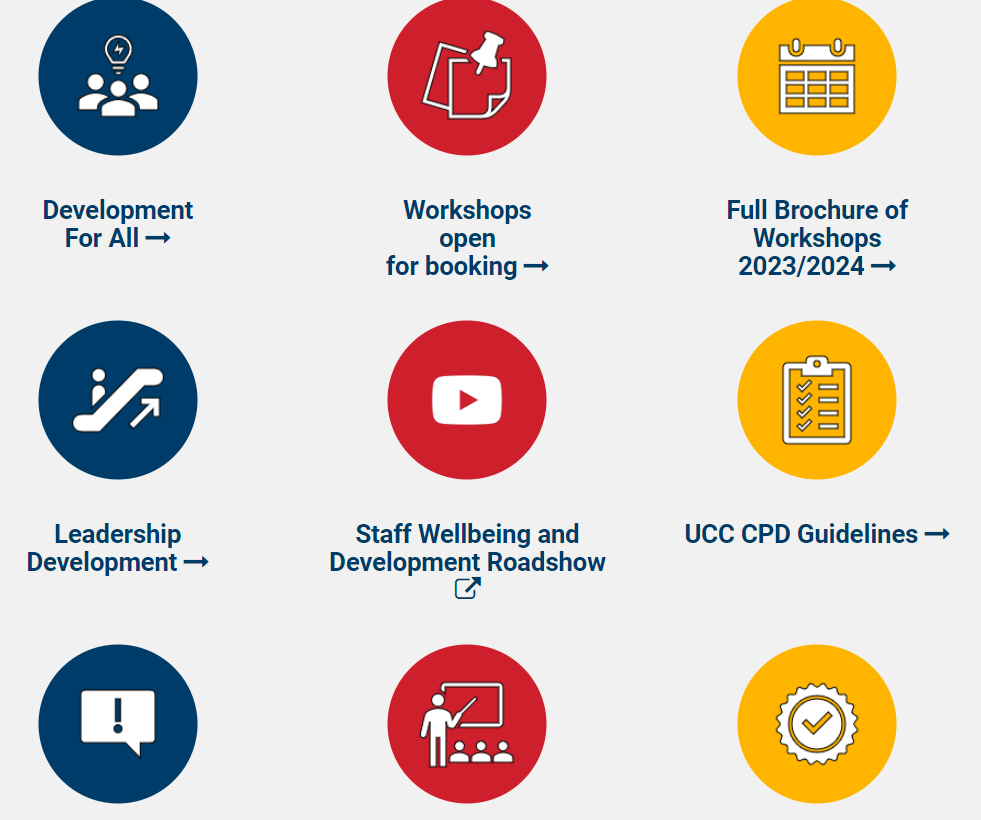 Development
For All →
Workshops
open
for booking →
Full Brochure of
Workshops
2023/2024 →
Leadership
Development →
Staff Wellbeing and
Development Roadshow
UCC CPD Guidelines →
!